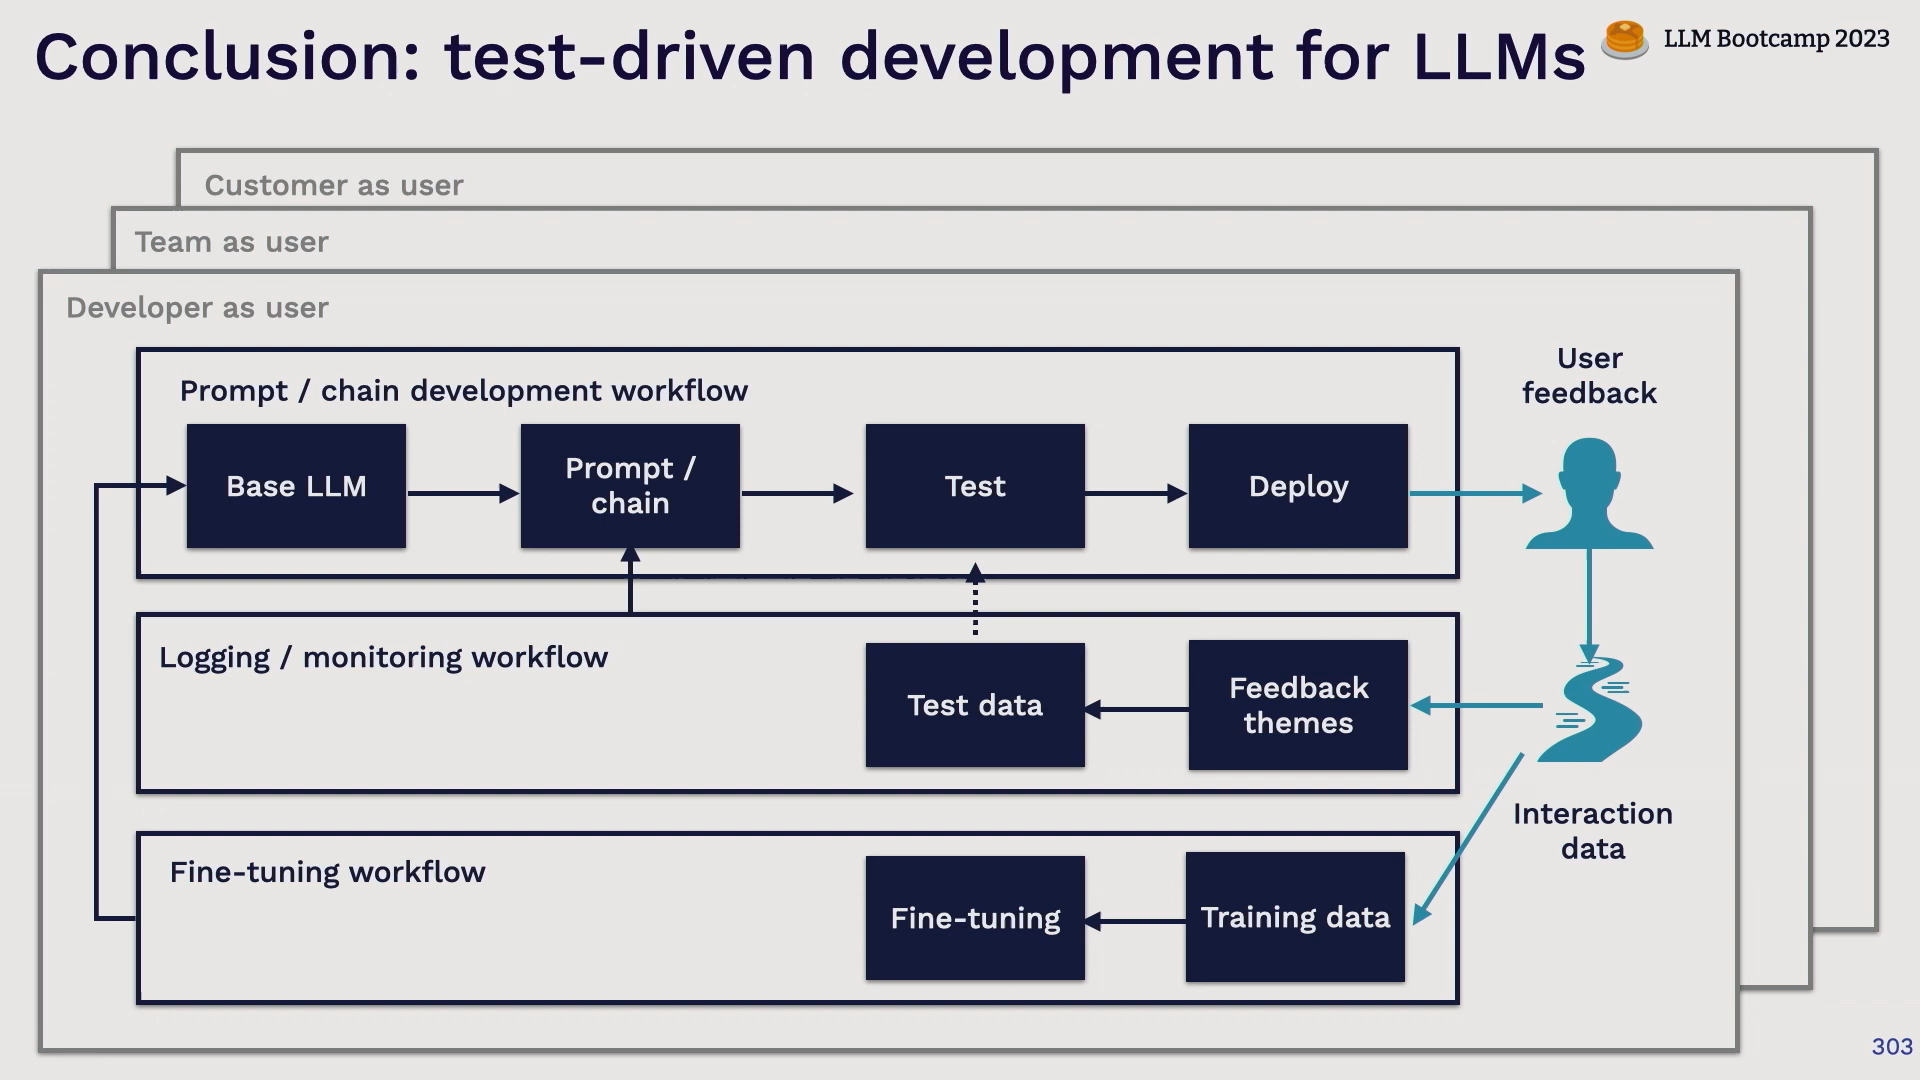 Conclusion: test-driven development for LLMs
LLM Bootcamp 2023
Customer as user
Team as user
Developer as user
Prompt / chain development workflow
Base LLM
Prompt /
chain
Test
Deploy
User
feedback
Logging / monitoring workflow
Test data
Feedback
themes
Interaction
data
Fine-tuning workflow
Fine-tuning
Training data
303